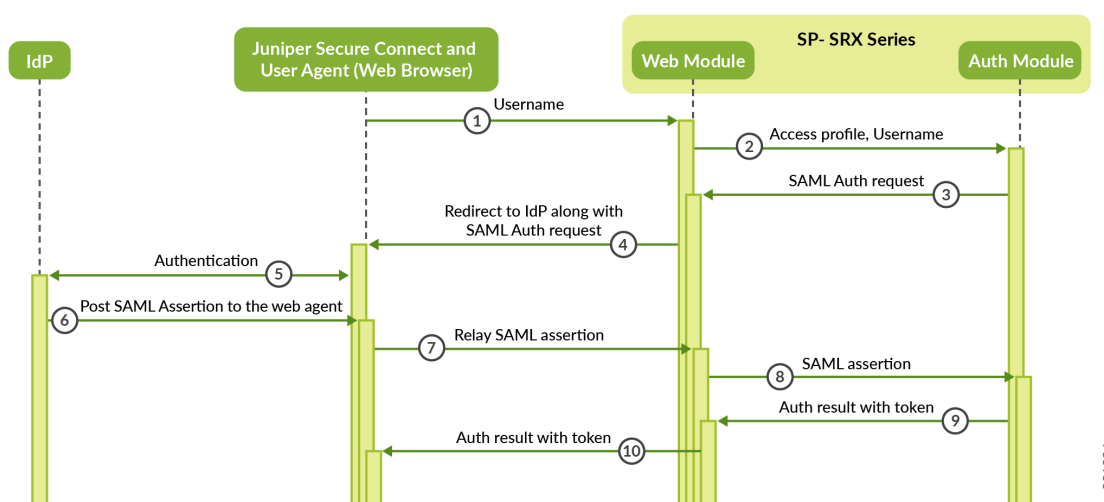 SP- SRX Series
IdP
Juniper Secure Connect and
User Agent (Web Browser)
Web Module
Auth Module
Username
1
Access profile, Username
2
SAML Auth request
3
Redirect to IdP along with
SAML Auth request
4
Authentication
5
Post SAML Assertion to the web agent
6
Relay SAML assertion
7
SAML assertion
8
Auth result with token
9
Auth result with token
10